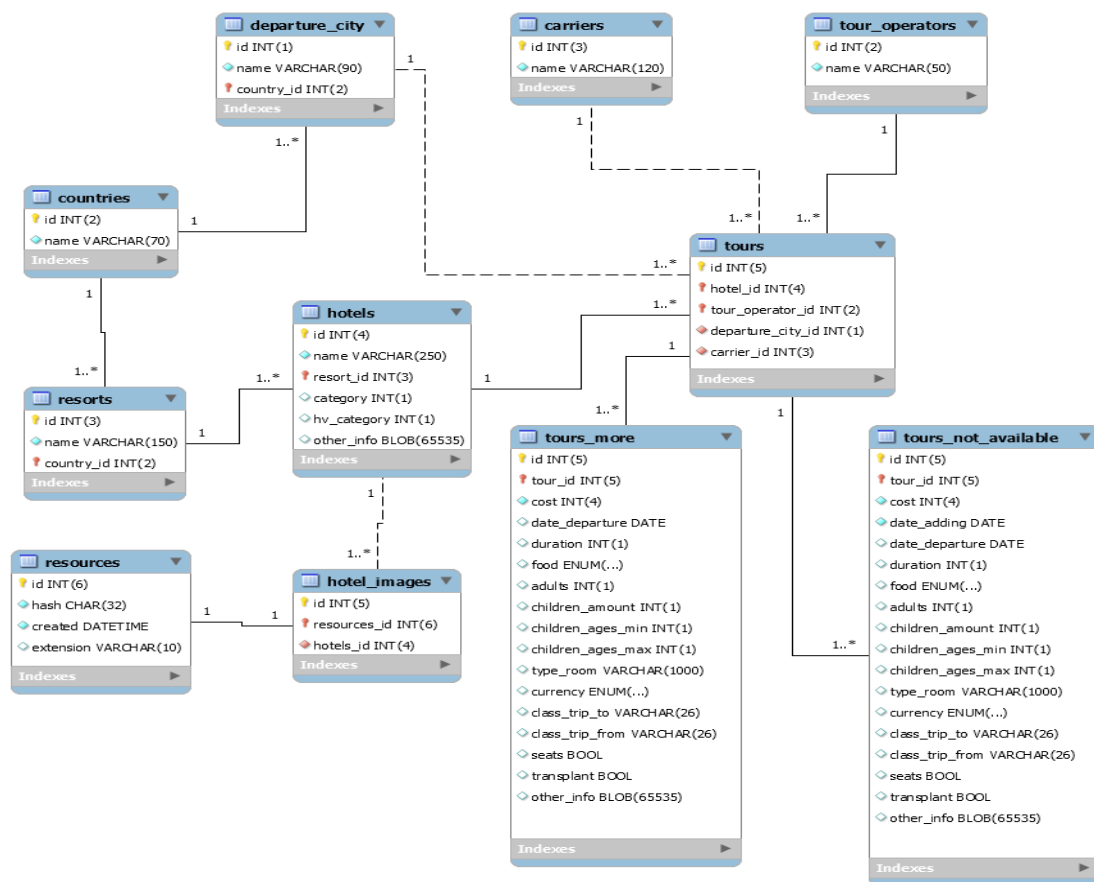 departure_city
id INT(1)
name VARCHAR(90)
country_id INT(2)
Indexes
carriers
id INT(3)
name VARCHAR(120)
Indexes
tour_operators
id INT(2)
name VARCHAR(50)
Indexes
1
1..*
1
1
countries
id INT(2)
name VARCHAR(70)
Indexes
1
1
1..*
1..*
1..*
tours
id INT(5)
hotel_id INT(4)
tour_operator_id INT(2)
departure_city_id INT(1)
carrier_id INT(3)
Indexes
1..*
1
1
hotels
id INT(4)
name VARCHAR(250)
resort_id INT(3)
category INT(1)
hv_category INT(1)
other_info BLOB(65535)
Indexes
1..*
1
1..*
1
1..*
resorts
id INT(3)
name VARCHAR(150)
country_id INT(2)
Indexes
1
1..*
1
1..*
resources
id INT(6)
hash CHAR(32)
created DATETIME
extension VARCHAR(10)
Indexes
1
1
hotel_images
id INT(5)
resources_id INT(6)
hotels_id INT(4)
Indexes
tours_more
id INT(5)
tour_id INT(5)
cost INT(4)
date_departure DATE
duration INT(1)
food ENUM(...)
adults INT(1)
children_amount INT(1)
children_ages_min INT(1)
children_ages_max INT(1)
type_room VARCHAR(1000)
currency ENUM(...)
class_trip_to VARCHAR(26)
class_trip_from VARCHAR(26)
seats BOOL
transplant BOOL
other_info BLOB(65535)
Indexes
1..*
tours_not_available
id INT(5)
tour_id INT(5)
cost INT(4)
date_adding DATE
date_departure DATE
duration INT(1)
food ENUM(...)
adults INT(1)
children_amount INT(1)
children_ages_min INT(1)
children_ages_max INT(1)
type_room VARCHAR(1000)
currency ENUM(...)
class_trip_to VARCHAR(26)
class_trip_from VARCHAR(26)
seats BOOL
transplant BOOL
other_info BLOB(65535)
Indexes